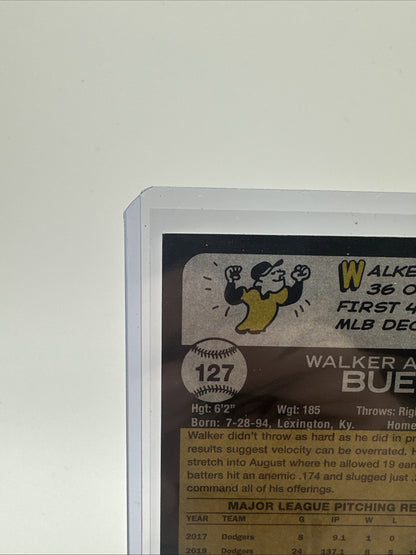 WALKE
36 O
FIRST 4
MLB DEC
127
WALKER A
BUE
Hgt: 6'2" Wgt: 185 Throws: Rig
Born: 7-28-94, Lexington, Ky. Home
Walker didn't throw as hard as he did in pr
results suggest velocity can be overrated. H
stretch into August where he allowed 19 ear
batters hit an anemic .174 and slugged just .
command all of his offerings.
MAJOR LEAGUE PITCHING RE
YEAR TEAM G IP W L
2017 Dodgers 8 9.1 1 0
2018 Dodgers 24 137.1 8 5